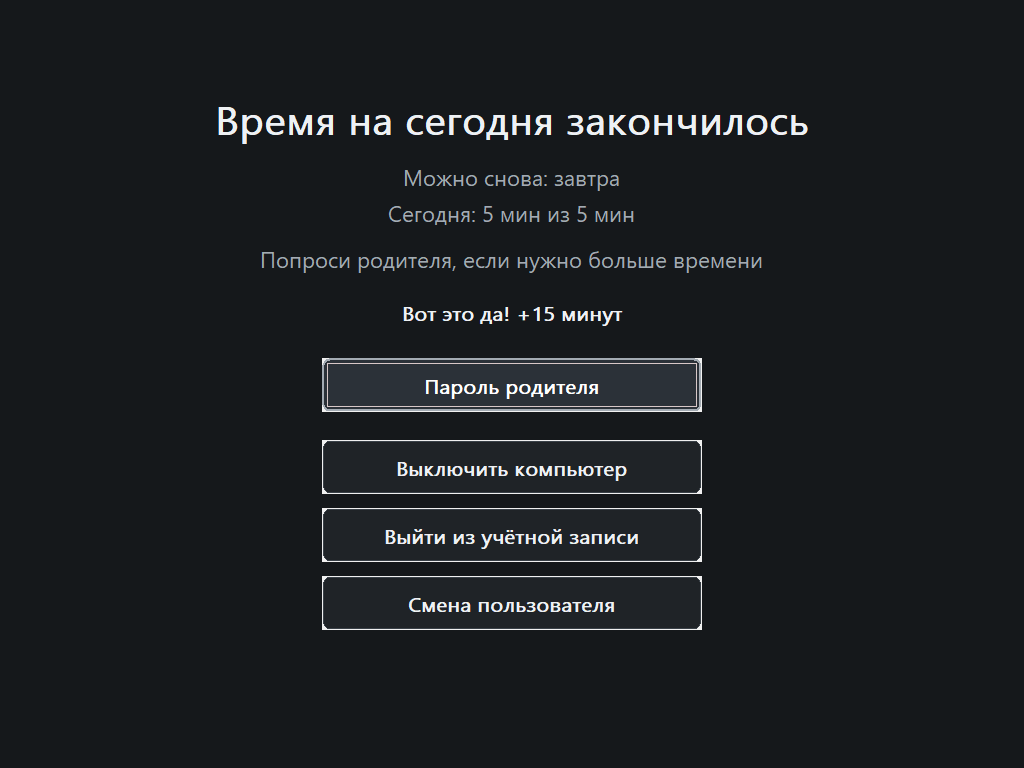 Время на сегодня закончилось
Можно снова: завтра
Сегодня: 5 мин из 5 мин
Попроси родителя, если нужно больше времени
Вот это да! +15 минут
Пароль родителя
Выключить компьютер
Выйти из учётной записи
Смена пользователя